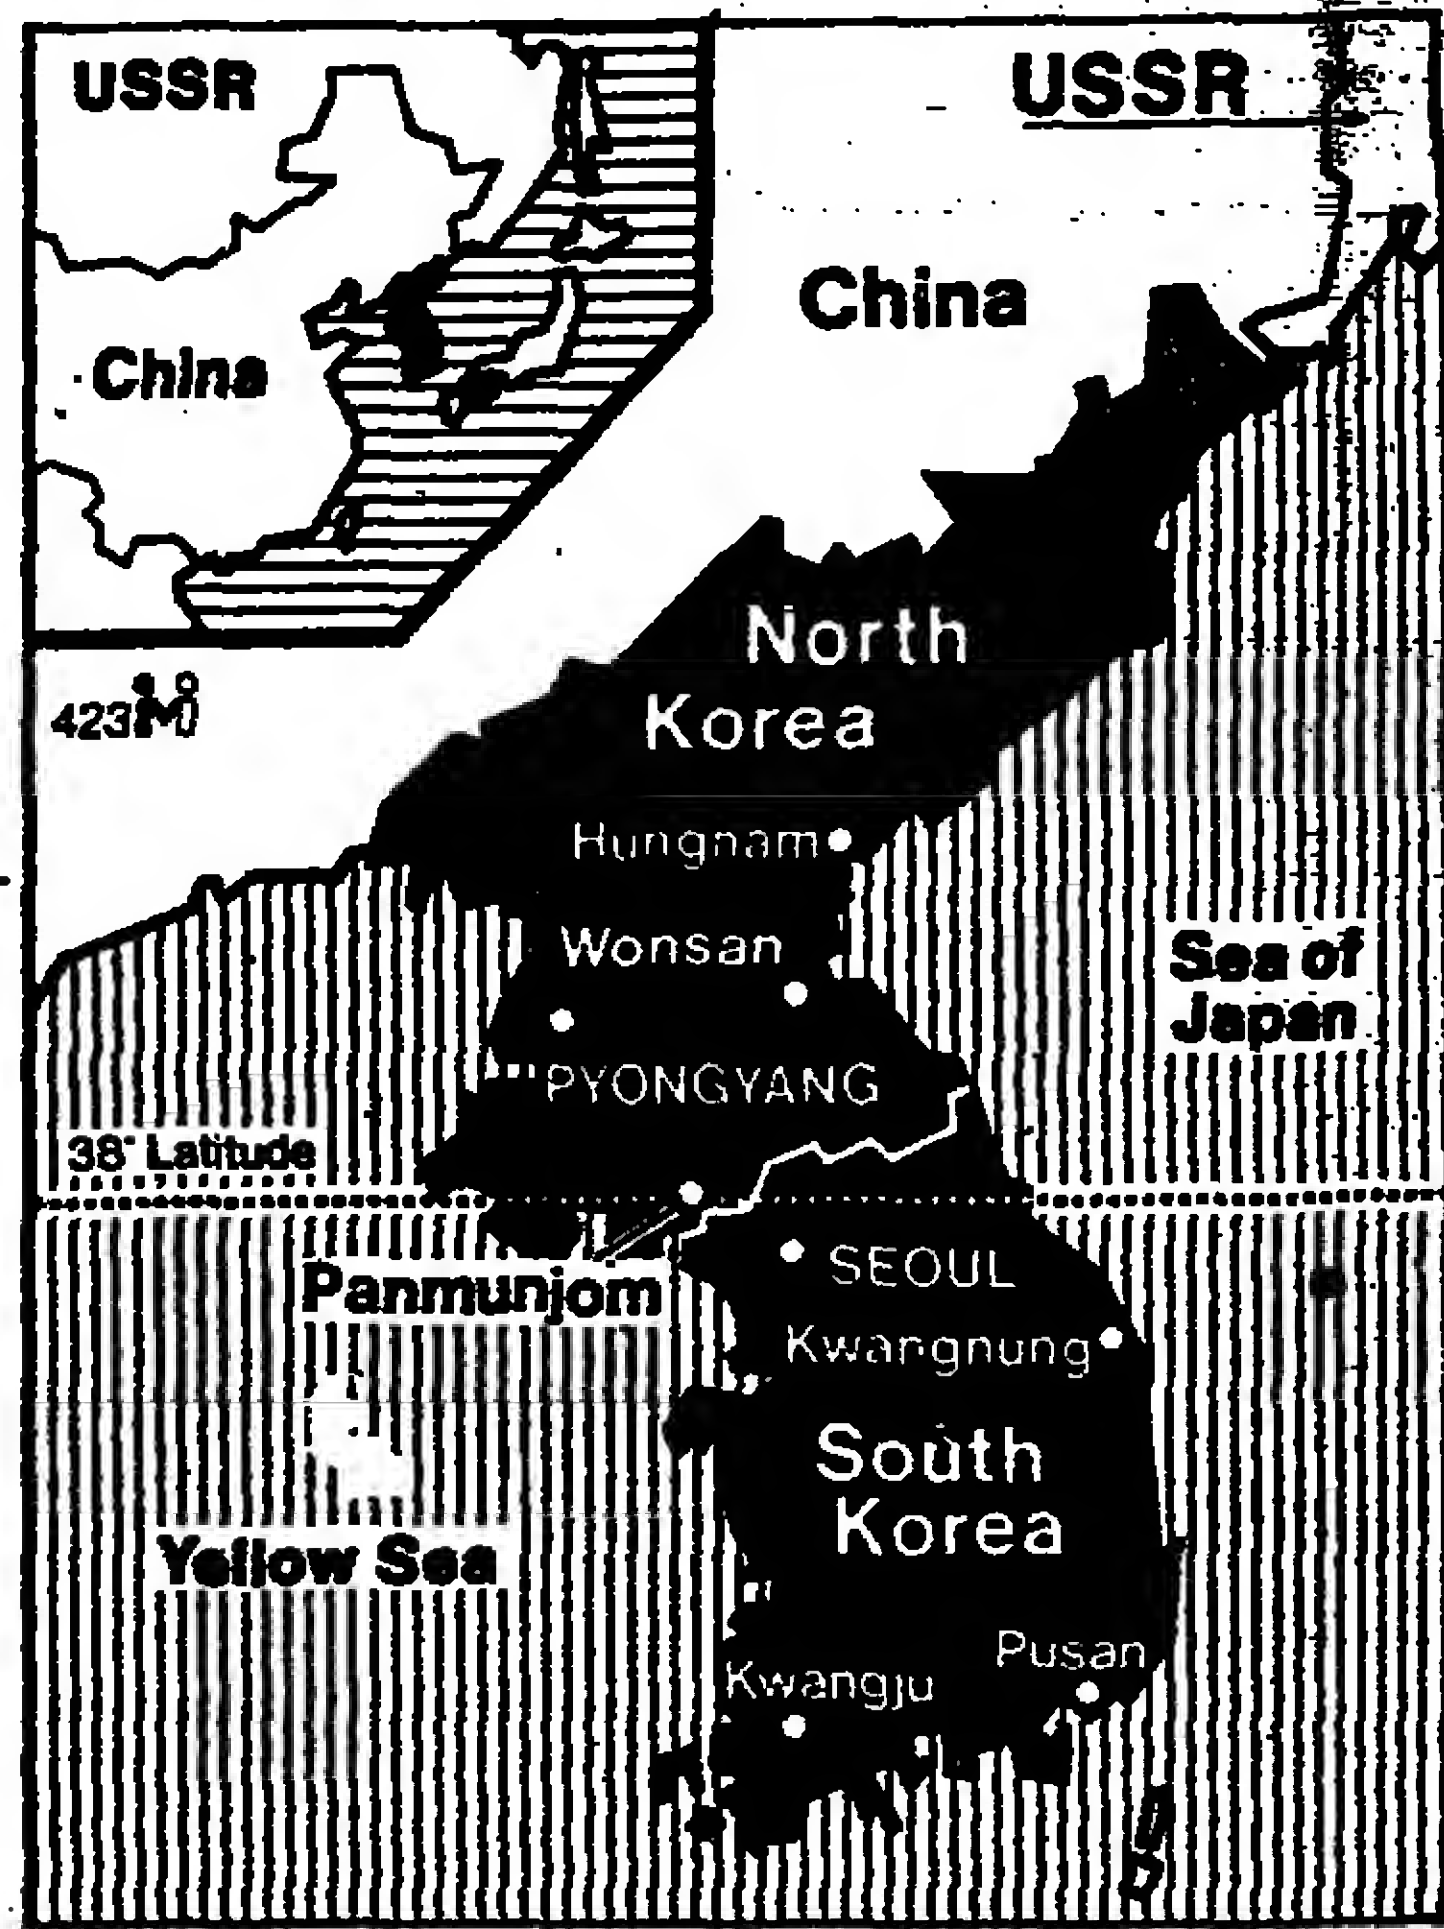 USSR
China
USSR
China
North
Korea
Hungnam
Wonsan
PYONGYANG
Sea of
Japan
38° Latitude
Panmunjom
SEOUL
Kwangnung
South
Korea
Yellow Sea
Pusan
Kwangju